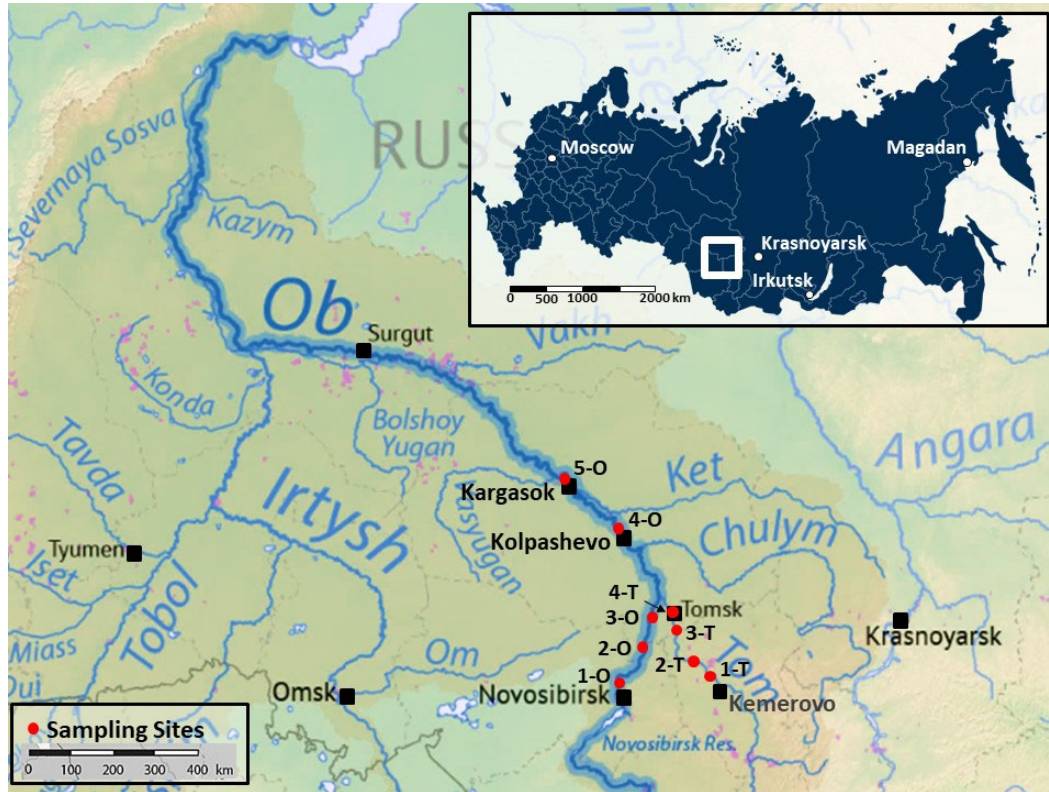 RUSS
Moscow
Magadan
Krasnoyarsk
Irkutsk
0 500 1000 2000 km
Severnaya Sosva
Kazym
Ob
Surgut
Vakh
Konda
Bolshoy
Yugan
Tavda
Irtysh
5-O
Kargasok
Ket
Angara
4-O
Kolpashevo
Chulym
Vasyugan
Tyumen
Iset
Tobol
4-T
Tomsk
3-O
3-T
Krasnoyarsk
Miass
Om
2-O
2-T
1-T
Tom
1-O
Omsk
Novosibirsk
Kemerovo
Novosibirsk Res.
Sampling Sites
0 100 200 300 400 km